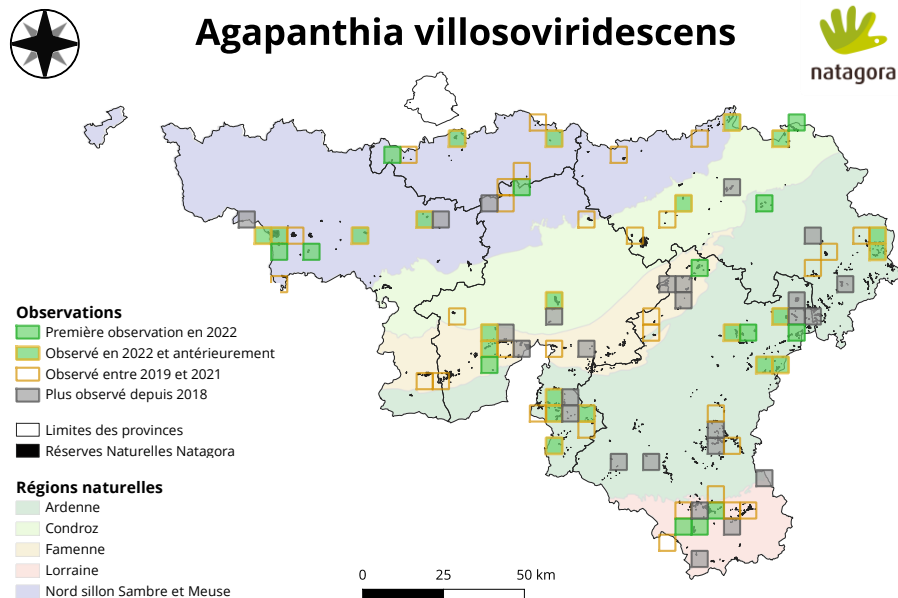 Agapanthia villosoviridescens
natagora
Observations
Première observation en 2022
Observé en 2022 et antérieurement
Observé entre 2019 et 2021
Plus observé depuis 2018
Limites des provinces
Réserves Naturelles Natagora
Régions naturelles
Ardenne
Condroz
Famenne
Lorraine
Nord sillon Sambre et Meuse
0 25 50 km